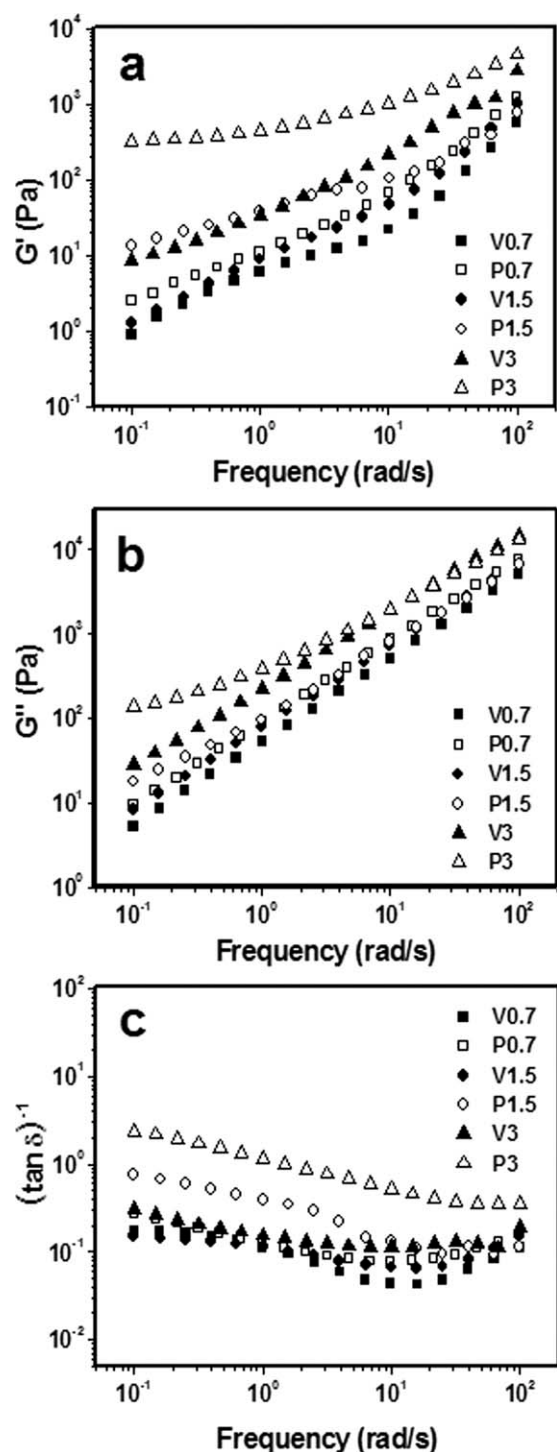 a
10⁴
10³
10²
10¹
10⁰
10⁻¹
G' (Pa)
V0.7
P0.7
V1.5
P1.5
V3
P3
10⁻¹ 10⁰ 10¹ 10²
Frequency (rad/s)
b
10⁴
10³
10²
10¹
10⁰
G'' (Pa)
V0.7
P0.7
V1.5
P1.5
V3
P3
10⁻¹ 10⁰ 10¹ 10²
Frequency (rad/s)
c
10²
10¹
10⁰
10⁻¹
10⁻²
(tan δ)⁻¹
V0.7
P0.7
V1.5
P1.5
V3
P3
10⁻¹ 10⁰ 10¹ 10²
Frequency (rad/s)